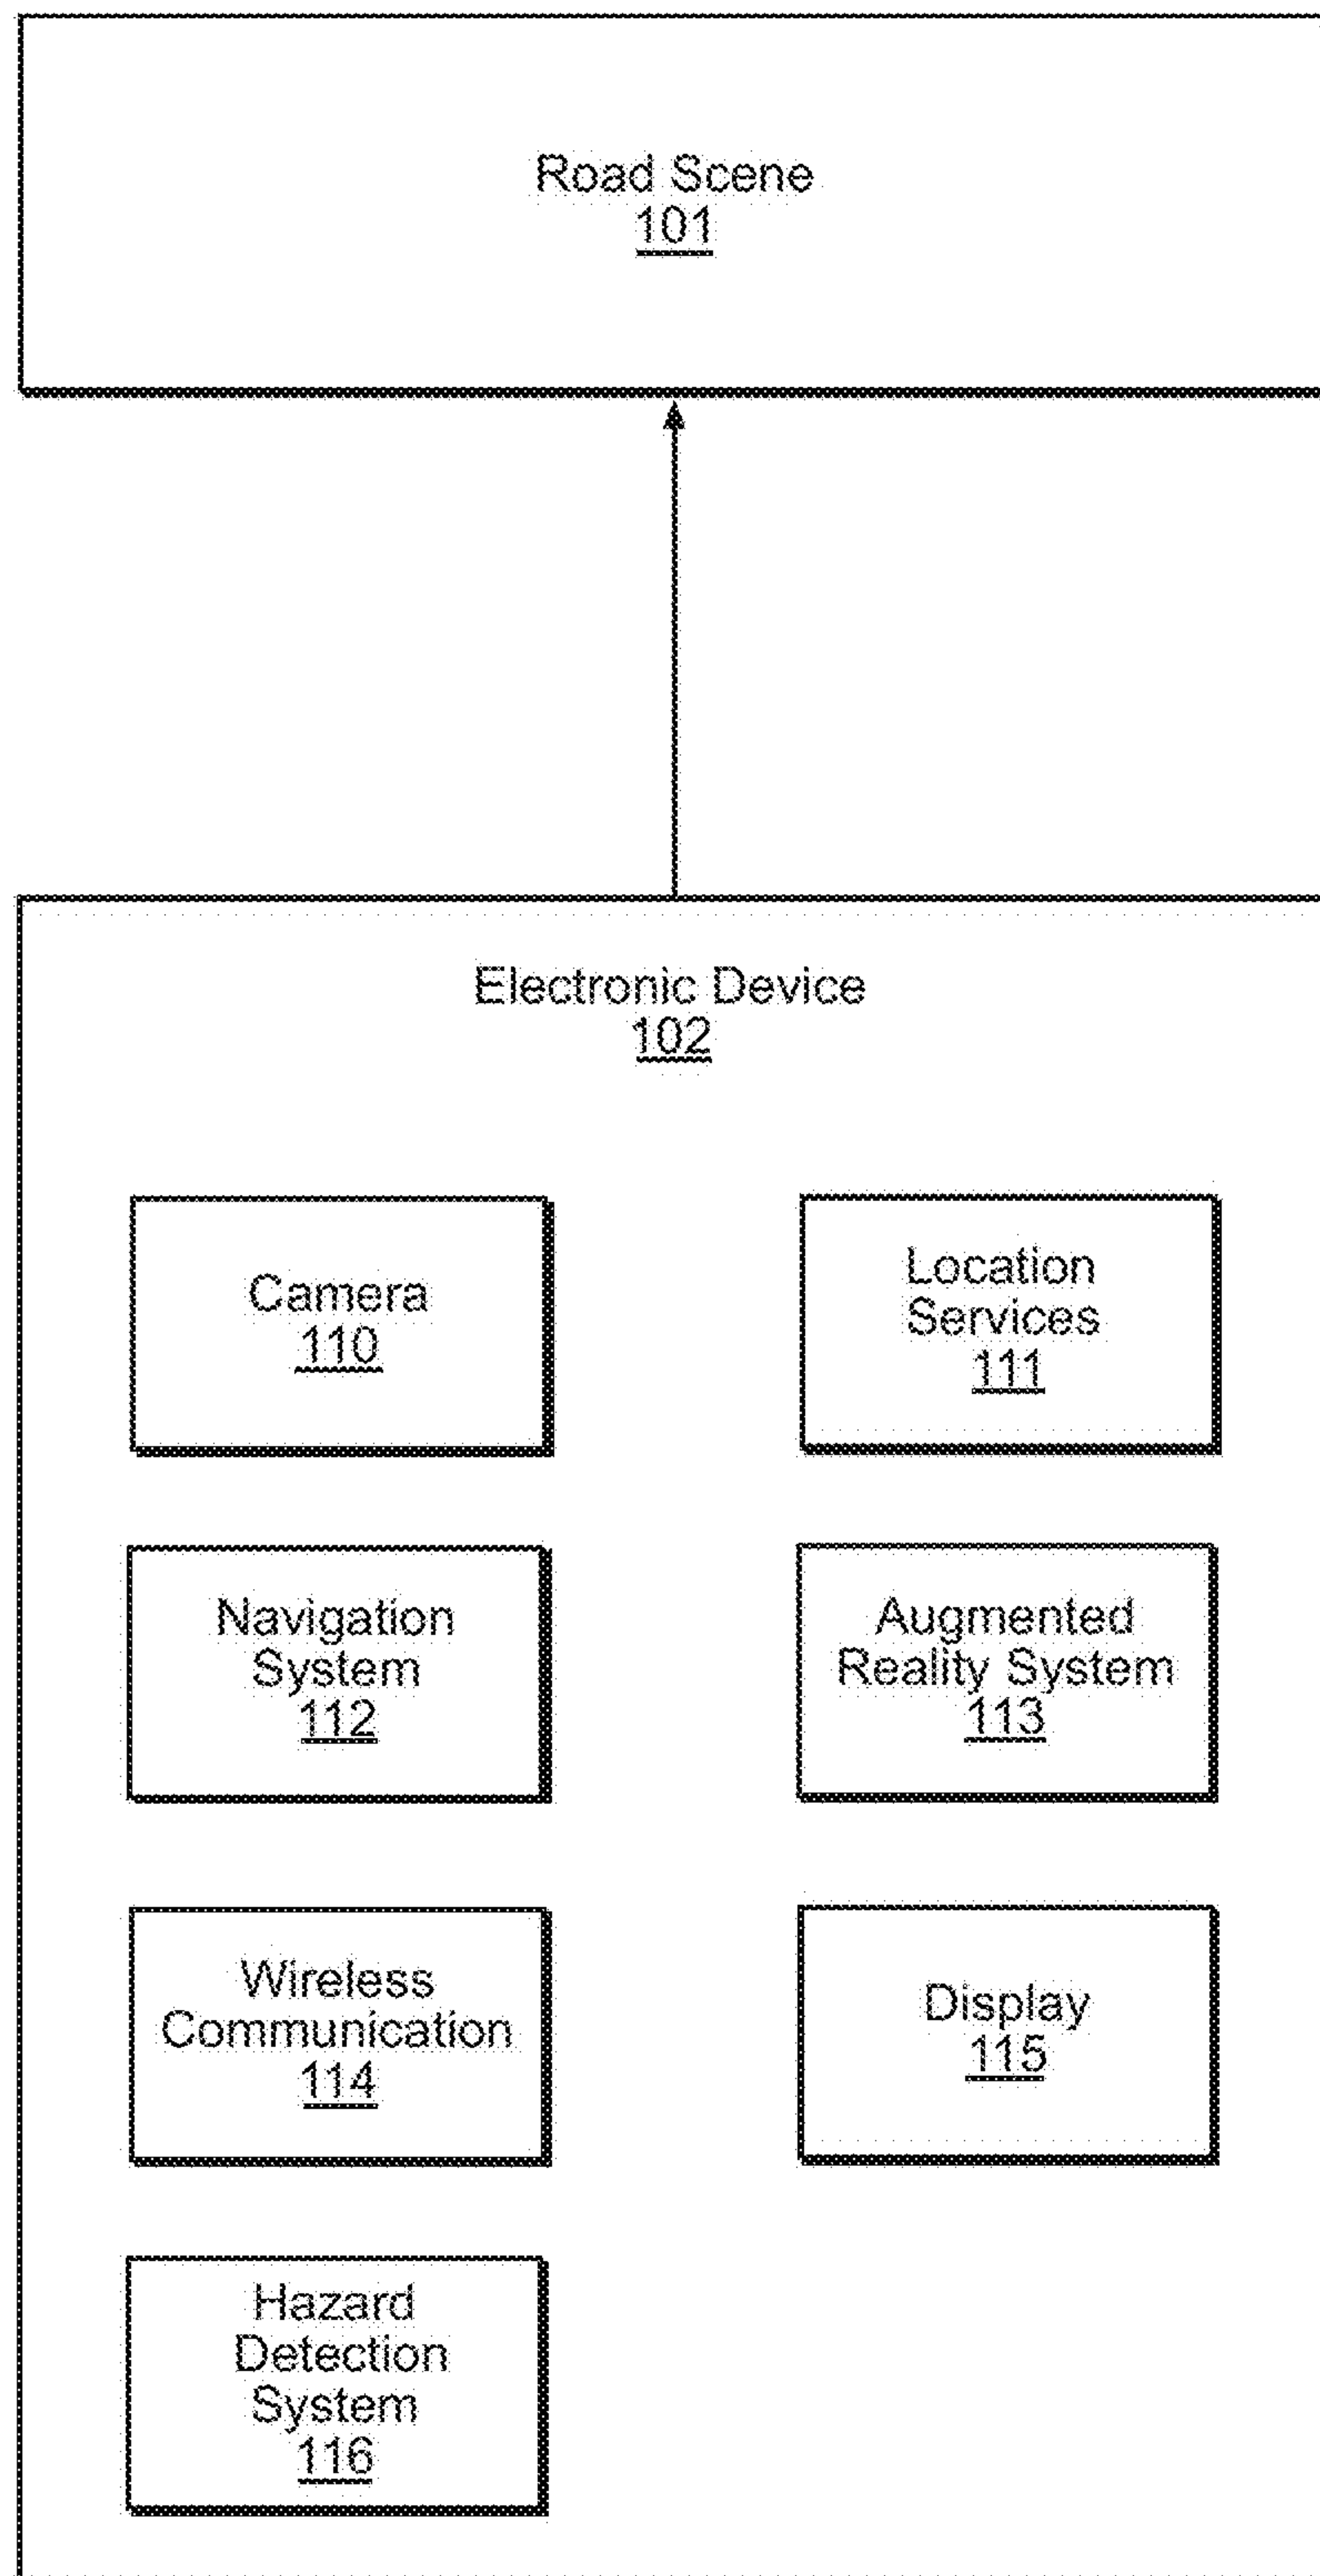 Road Scene
101
Electronic Device
102
Camera
110
Location
Services
111
Navigation
System
112
Augmented
Reality System
113
Wireless
Communication
114
Display
115
Hazard
Detection
System
116